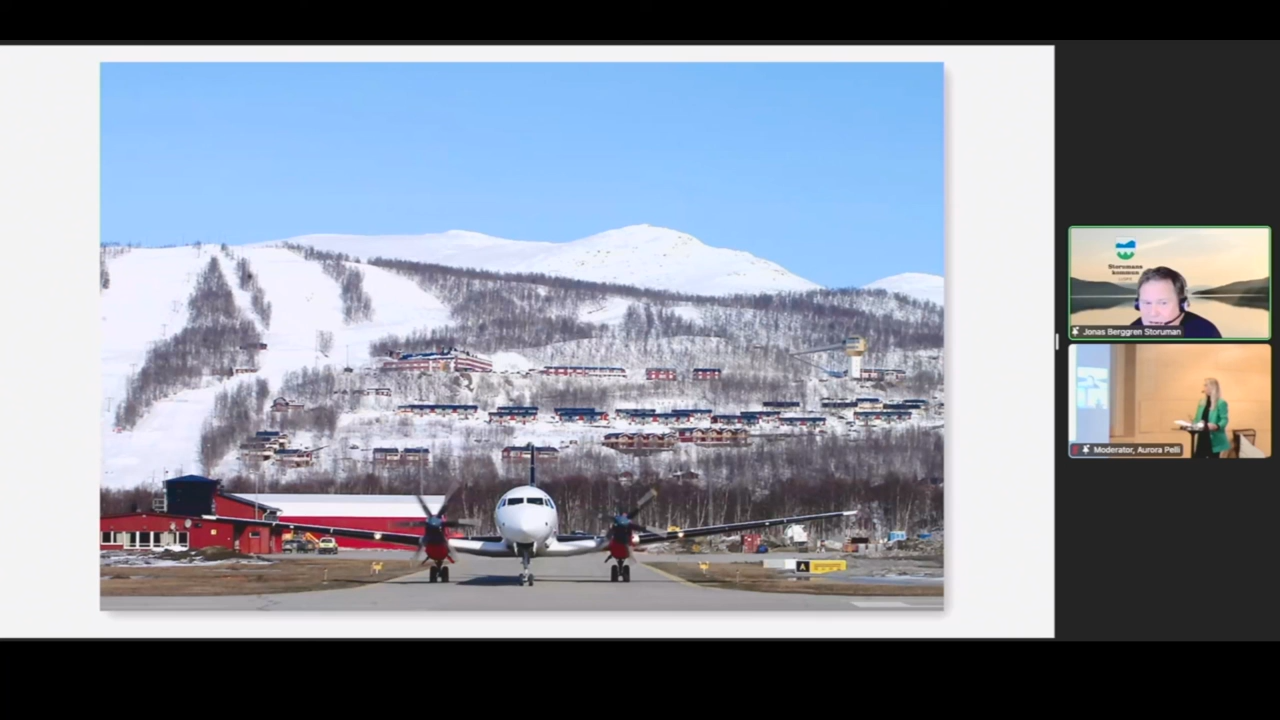 Storumans
kommun
Jonas Berggren Storuman
Moderator, Aurora Pelli
A